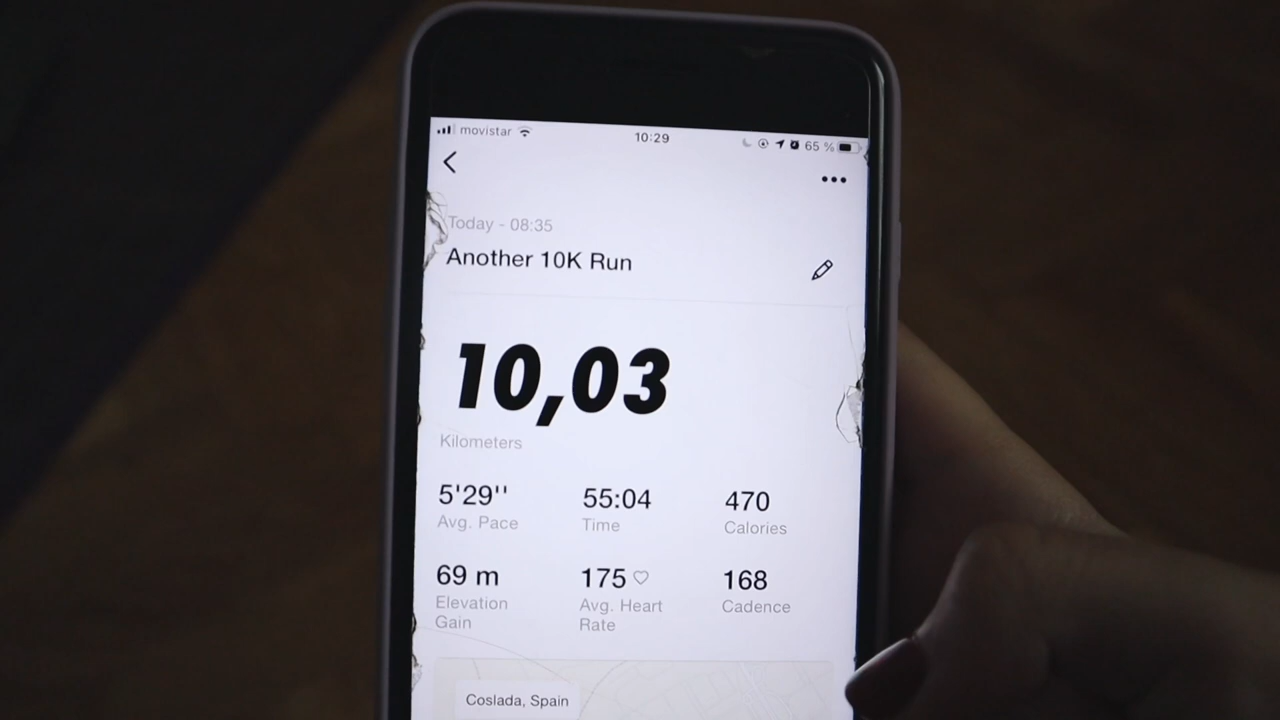 movistar 10:29 65 %
Today - 08:35
Another 10K Run
10,03
Kilometers
5'29'' 55:04 470
Avg. Pace Time Calories
69 m 175 168
Elevation Gain Avg. Heart Rate Cadence
Coslada, Spain